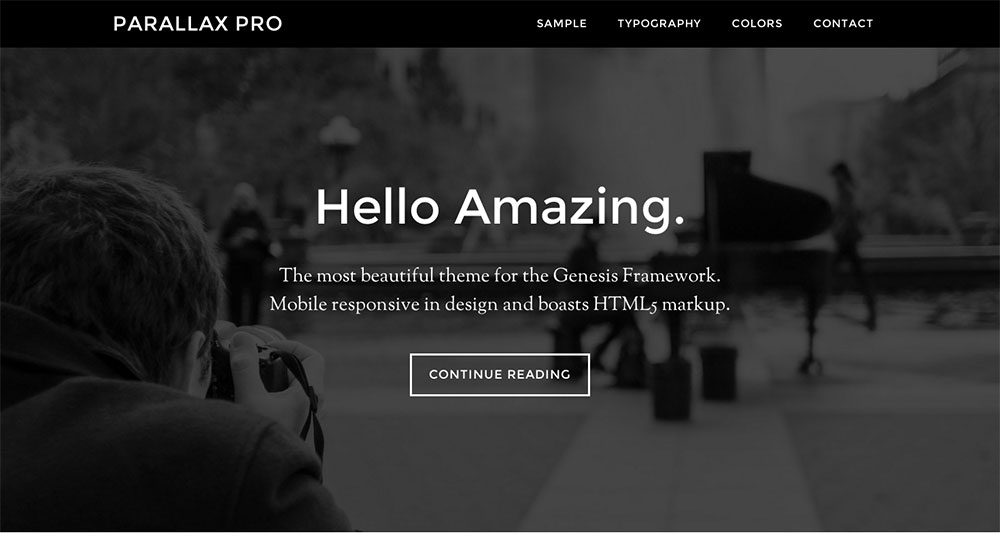 PARALLAX PRO
SAMPLE TYPOGRAPHY COLORS CONTACT
Hello Amazing.
The most beautiful theme for the Genesis Framework.
Mobile responsive in design and boasts HTML5 markup.
CONTINUE READING